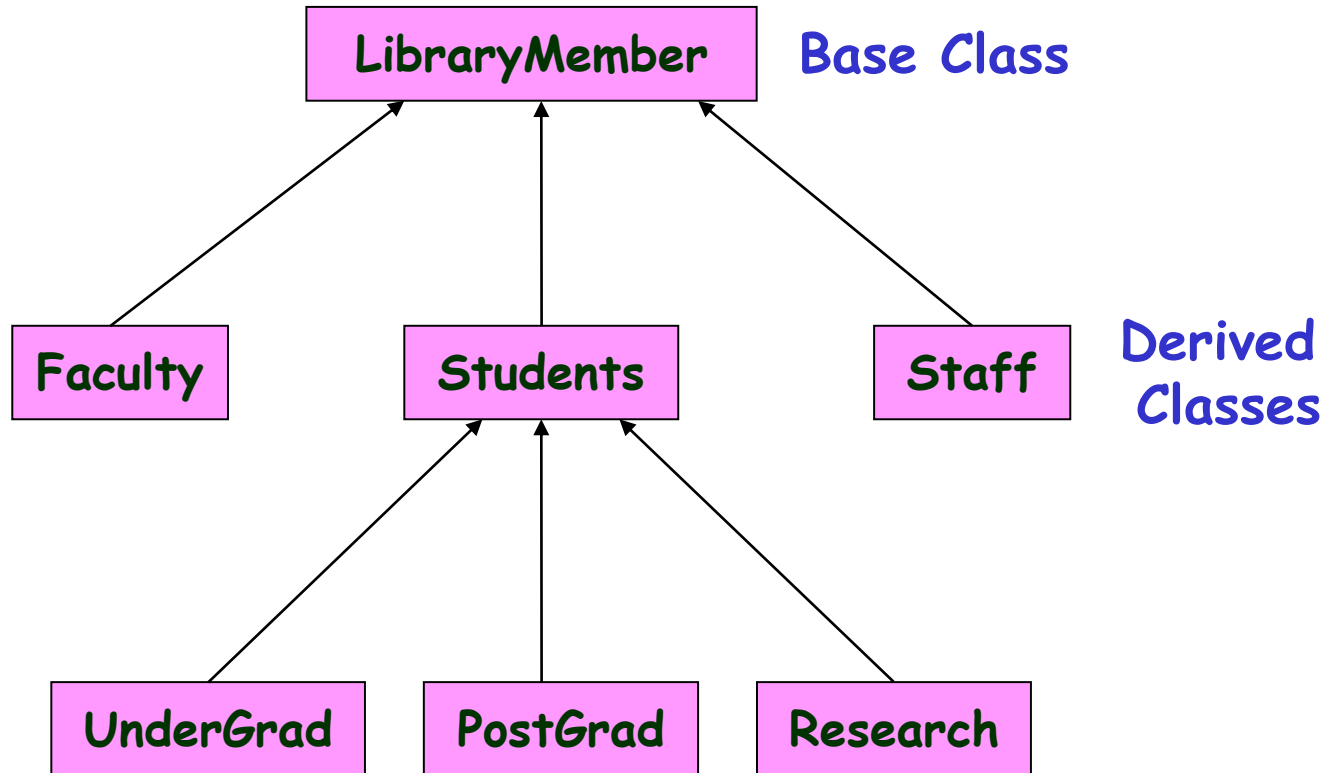 LibraryMember
Base Class
Faculty
Students
Staff
Derived
Classes
UnderGrad
PostGrad
Research